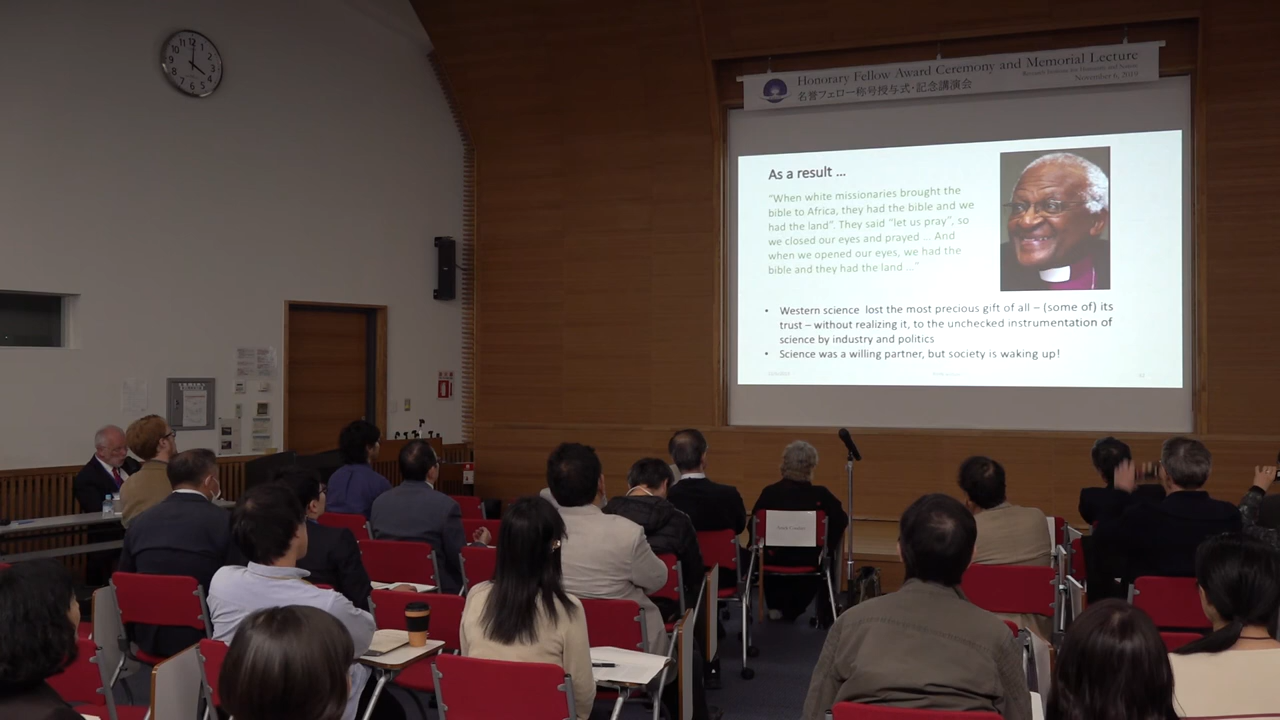 Honorary Fellow Award Ceremony and Memorial Lecture
November 6, 2019
名誉フェロー称号授与式・記念講演会
As a result ...
“When white missionaries brought the
bible to Africa, they had the bible and we
had the land”. They said “let us pray”, so
we closed our eyes and prayed ... And
when we opened our eyes, we had the
bible and they had the land ...”
• Western science lost the most precious gift of all – (some of) its
trust – without realizing it, to the unchecked instrumentation of
science by industry and politics
• Science was a willing partner, but society is waking up!